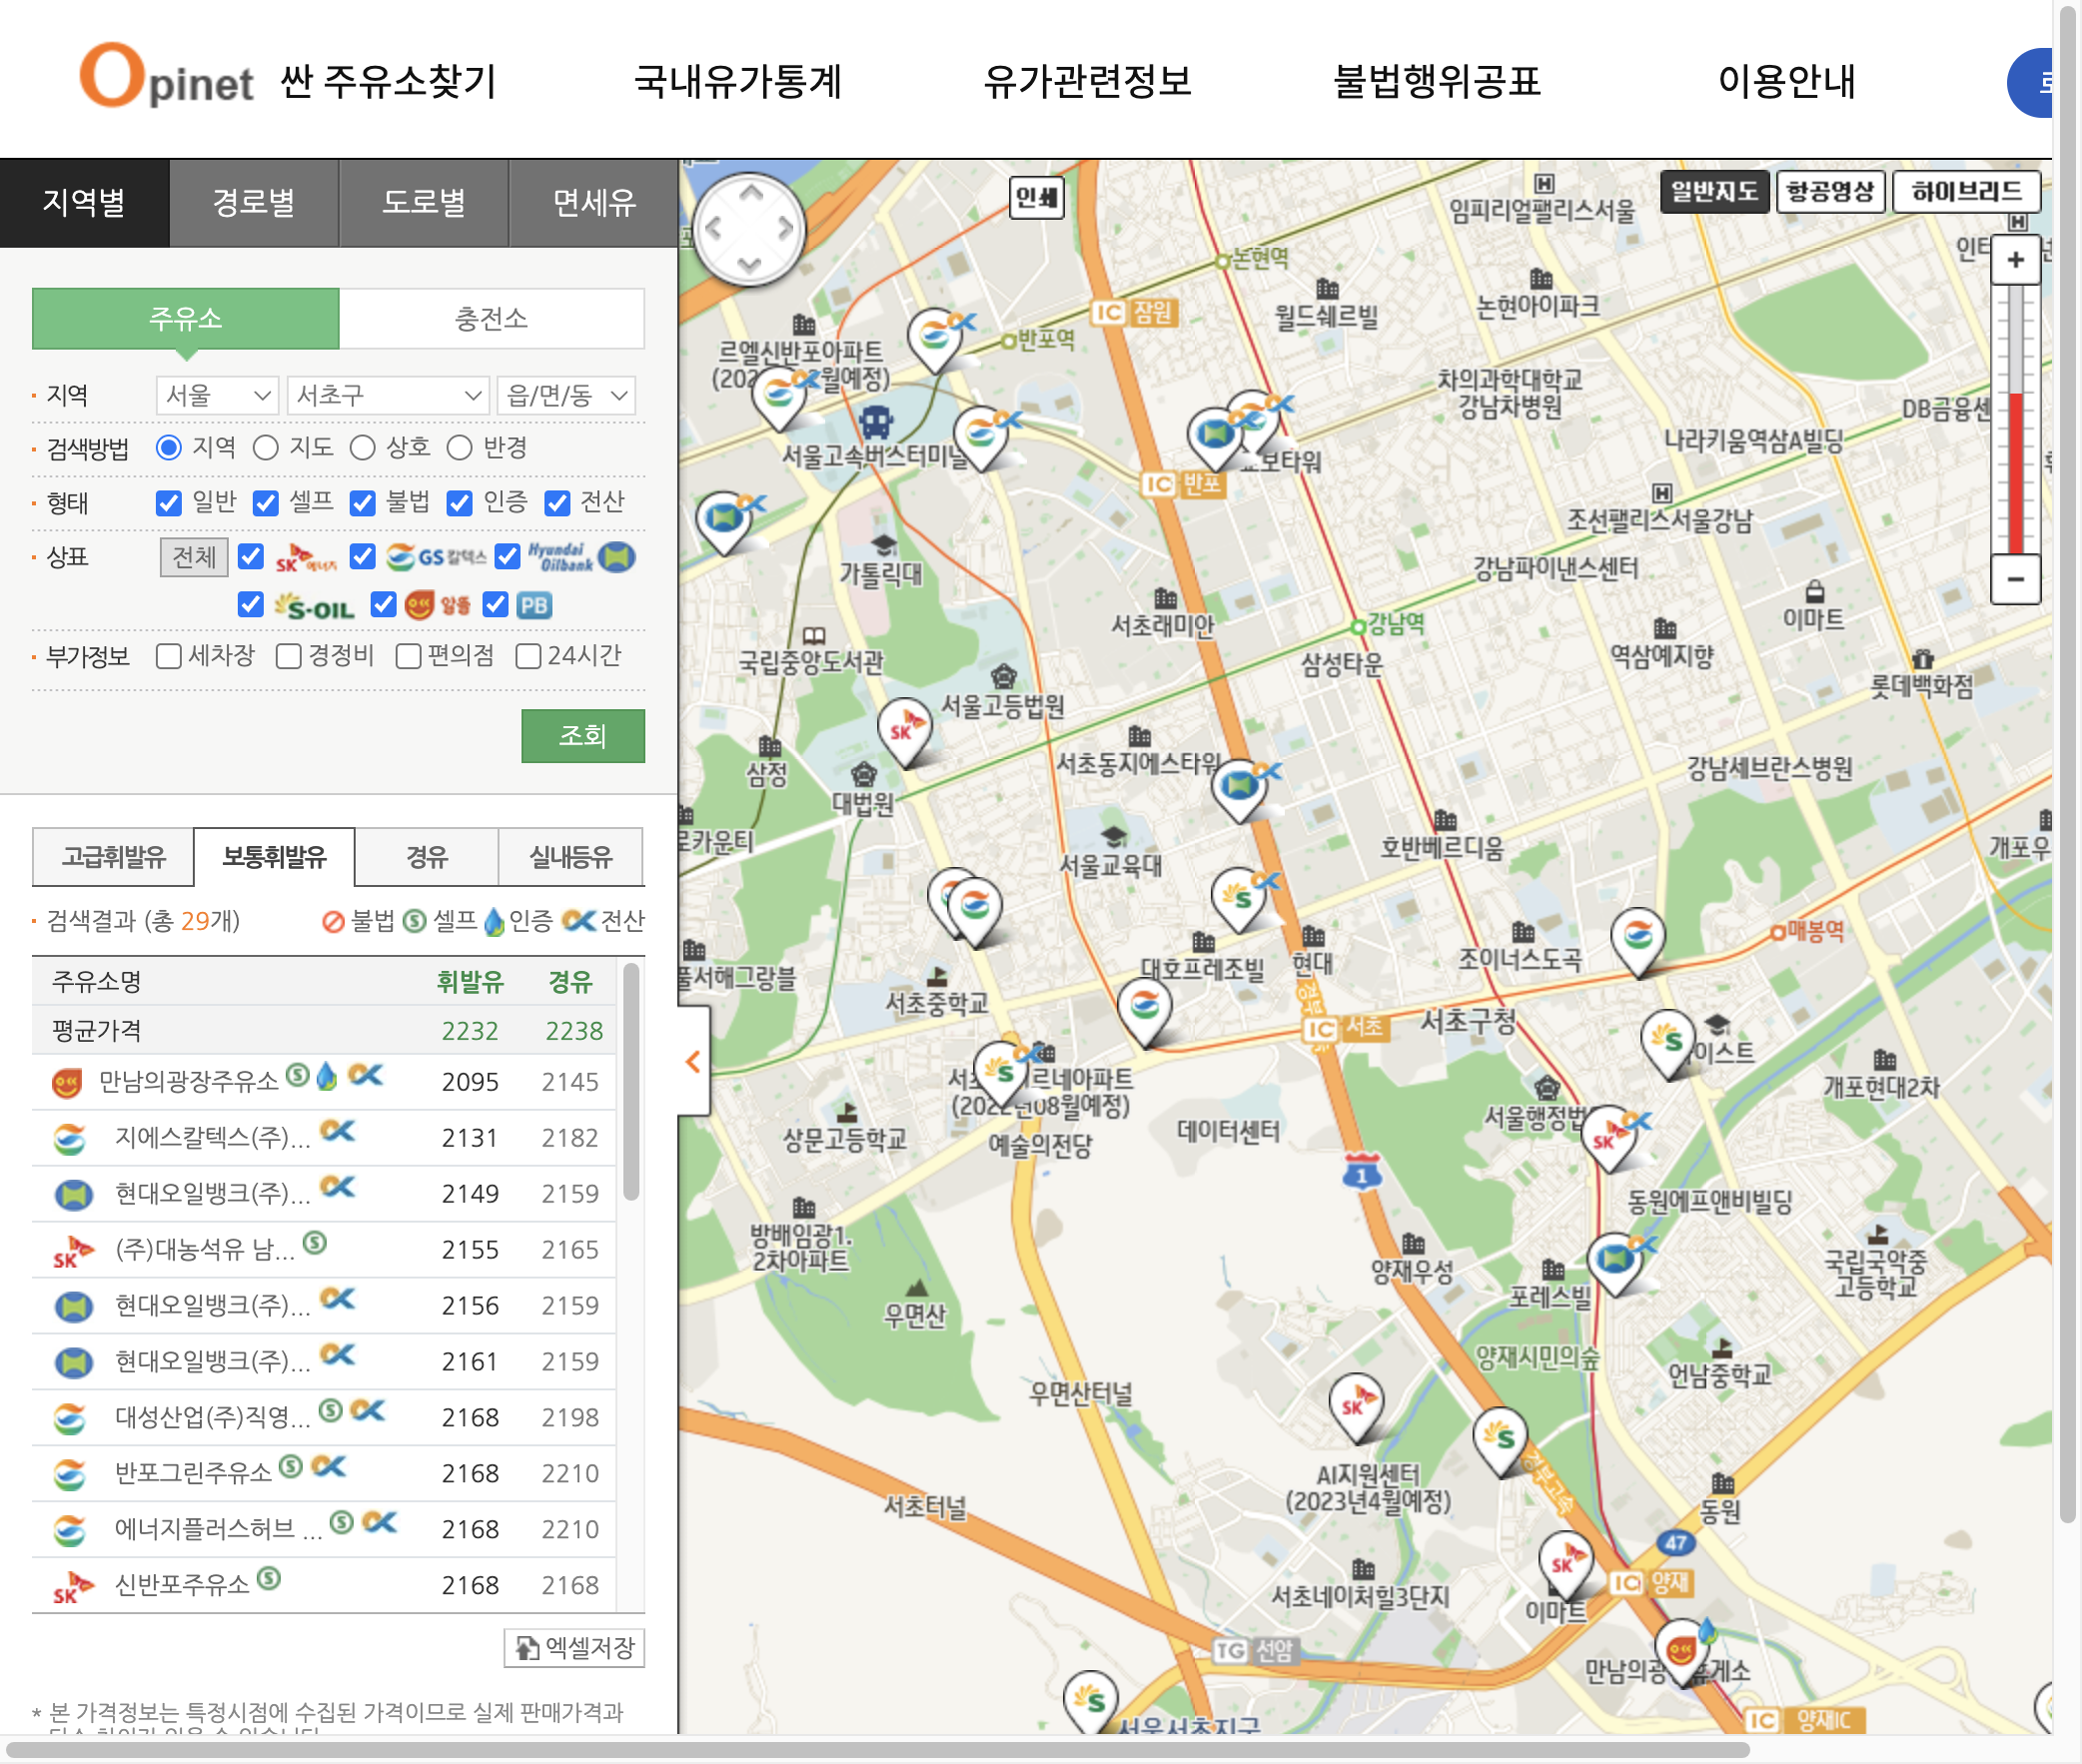 Opinet 싼 주유소찾기 국내유가통계 유가관련정보 불법행위공표 이용안내
지역별 경로별 도로별 면세유
주유소 충전소
지역 서울 서초구 읍/면/동
검색방법 지역 지도 상호 반경
형태 일반 셀프 불법 인증 전산
상표 전체 SK에너지 GS칼텍스 Hyundai Oilbank
S-OIL 알뜰 PB
부가정보 세차장 경정비 편의점 24시간
조회
고급휘발유 보통휘발유 경유 실내등유
검색결과 (총 29개) 불법 셀프 인증 전산
주유소명 휘발유 경유
평균가격 2232 2238
만남의광장주유소 2095 2145
지에스칼텍스(주)... 2131 2182
현대오일뱅크(주)... 2149 2159
(주)대농석유 남... 2155 2165
현대오일뱅크(주)... 2156 2159
현대오일뱅크(주)... 2161 2159
대성산업(주)직영... 2168 2198
반포그린주유소 2168 2210
에너지플러스허브 ... 2168 2210
신반포주유소 2168 2168
엑셀저장
* 본 가격정보는 특정시점에 수집된 가격이므로 실제 판매가격과
인쇄
일반지도 항공영상 하이브리드
임피리얼팰리스서울
논현역
월드쉐르빌
논현아이파크
IC 잠원
반포역
르엘신반포아파트
차의과학대학교
강남차병원
DB금융센
나라키움역삼A빌딩
서울고속버스터미널
교보타워
IC 반포
조선팰리스서울강남
가톨릭대
강남파이낸스센터
이마트
서초래미안
강남역
국립중앙도서관
삼성타운
역삼예지향
롯데백화점
서울고등법원
삼정
서초동지에스타워
대법원
강남세브란스병원
로카운티
서울교육대
호반베르디움
개포우
매봉역
풀서해그랑블
대호프레조빌
현대
조이너스도곡
서초중학교
IC 서초
서초구청
이스트
개포현대2차
르네아파트
(2022년08월예정)
예술의전당
상문고등학교
데이터센터
서울행정법
1
방배임광1.
2차아파트
동원에프앤비빌딩
양재우성
포레스빌
국립국악중
고등학교
우면산
양재시민의숲
언남중학교
우면산터널
AI지원센터
(2023년4월예정)
경부고속
서초터널
동원
47
서초네이처힐3단지
IC 양재
이마트
TG 선암
만남의광 휴게소
서울서초지구
IC 양재IC